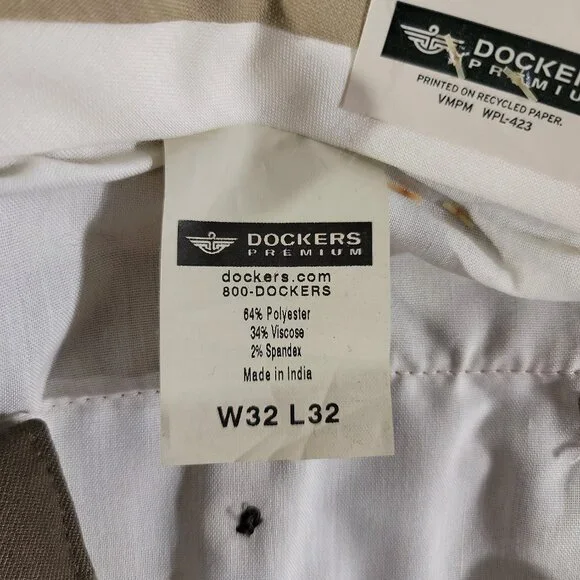 DOCKERS
PREMIUM
PRINTED ON RECYCLED PAPER.
VMPM WPL-423
DOCKERS
PREMIUM
dockers.com
800-DOCKERS
64% Polyester
34% Viscose
2% Spandex
Made in India
W32 L32